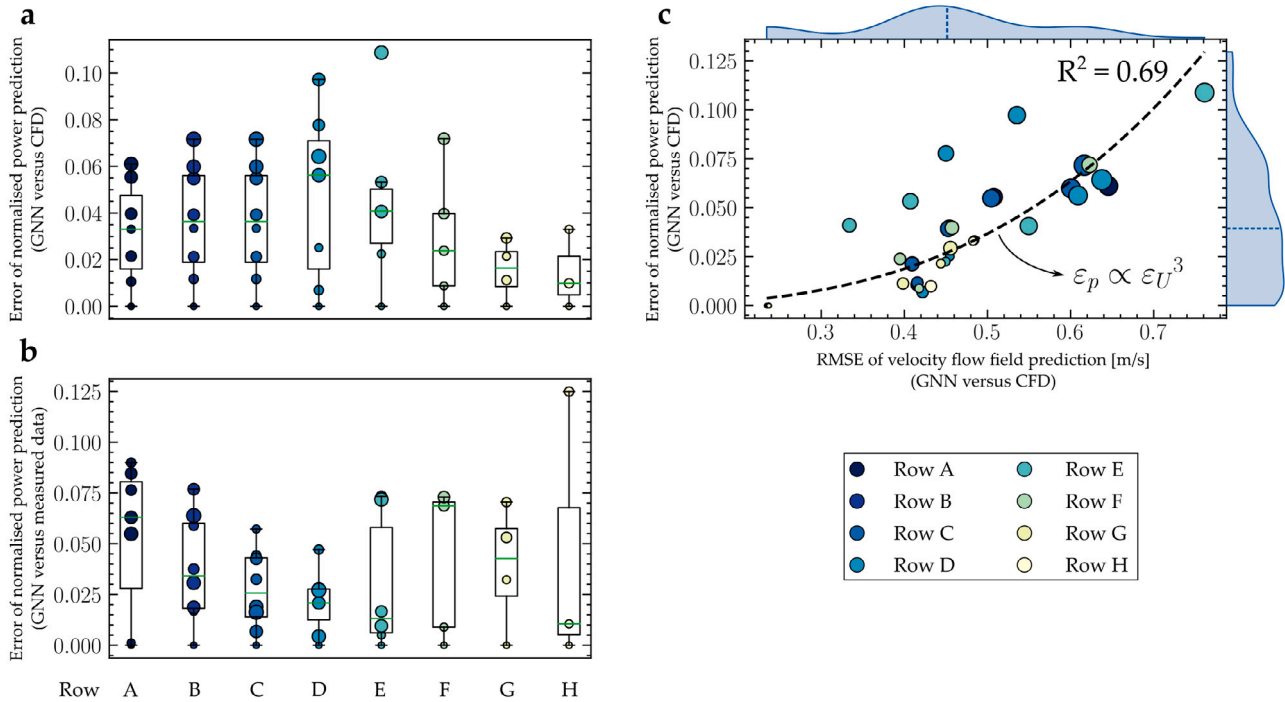 a
Error of normalised power prediction
(GNN versus CFD)
0.10
0.08
0.06
0.04
0.02
0.00
b
Error of normalised power prediction
(GNN versus measured data)
0.125
0.100
0.075
0.050
0.025
0.000
Row A B C D E F G H
c
Error of normalised power prediction
(GNN versus CFD)
0.125
0.100
0.075
0.050
0.025
0.000
R² = 0.69
εₚ ∝ ε_U³
0.3 0.4 0.5 0.6 0.7
RMSE of velocity flow field prediction [m/s]
(GNN versus CFD)
Row A Row E
Row B Row F
Row C Row G
Row D Row H